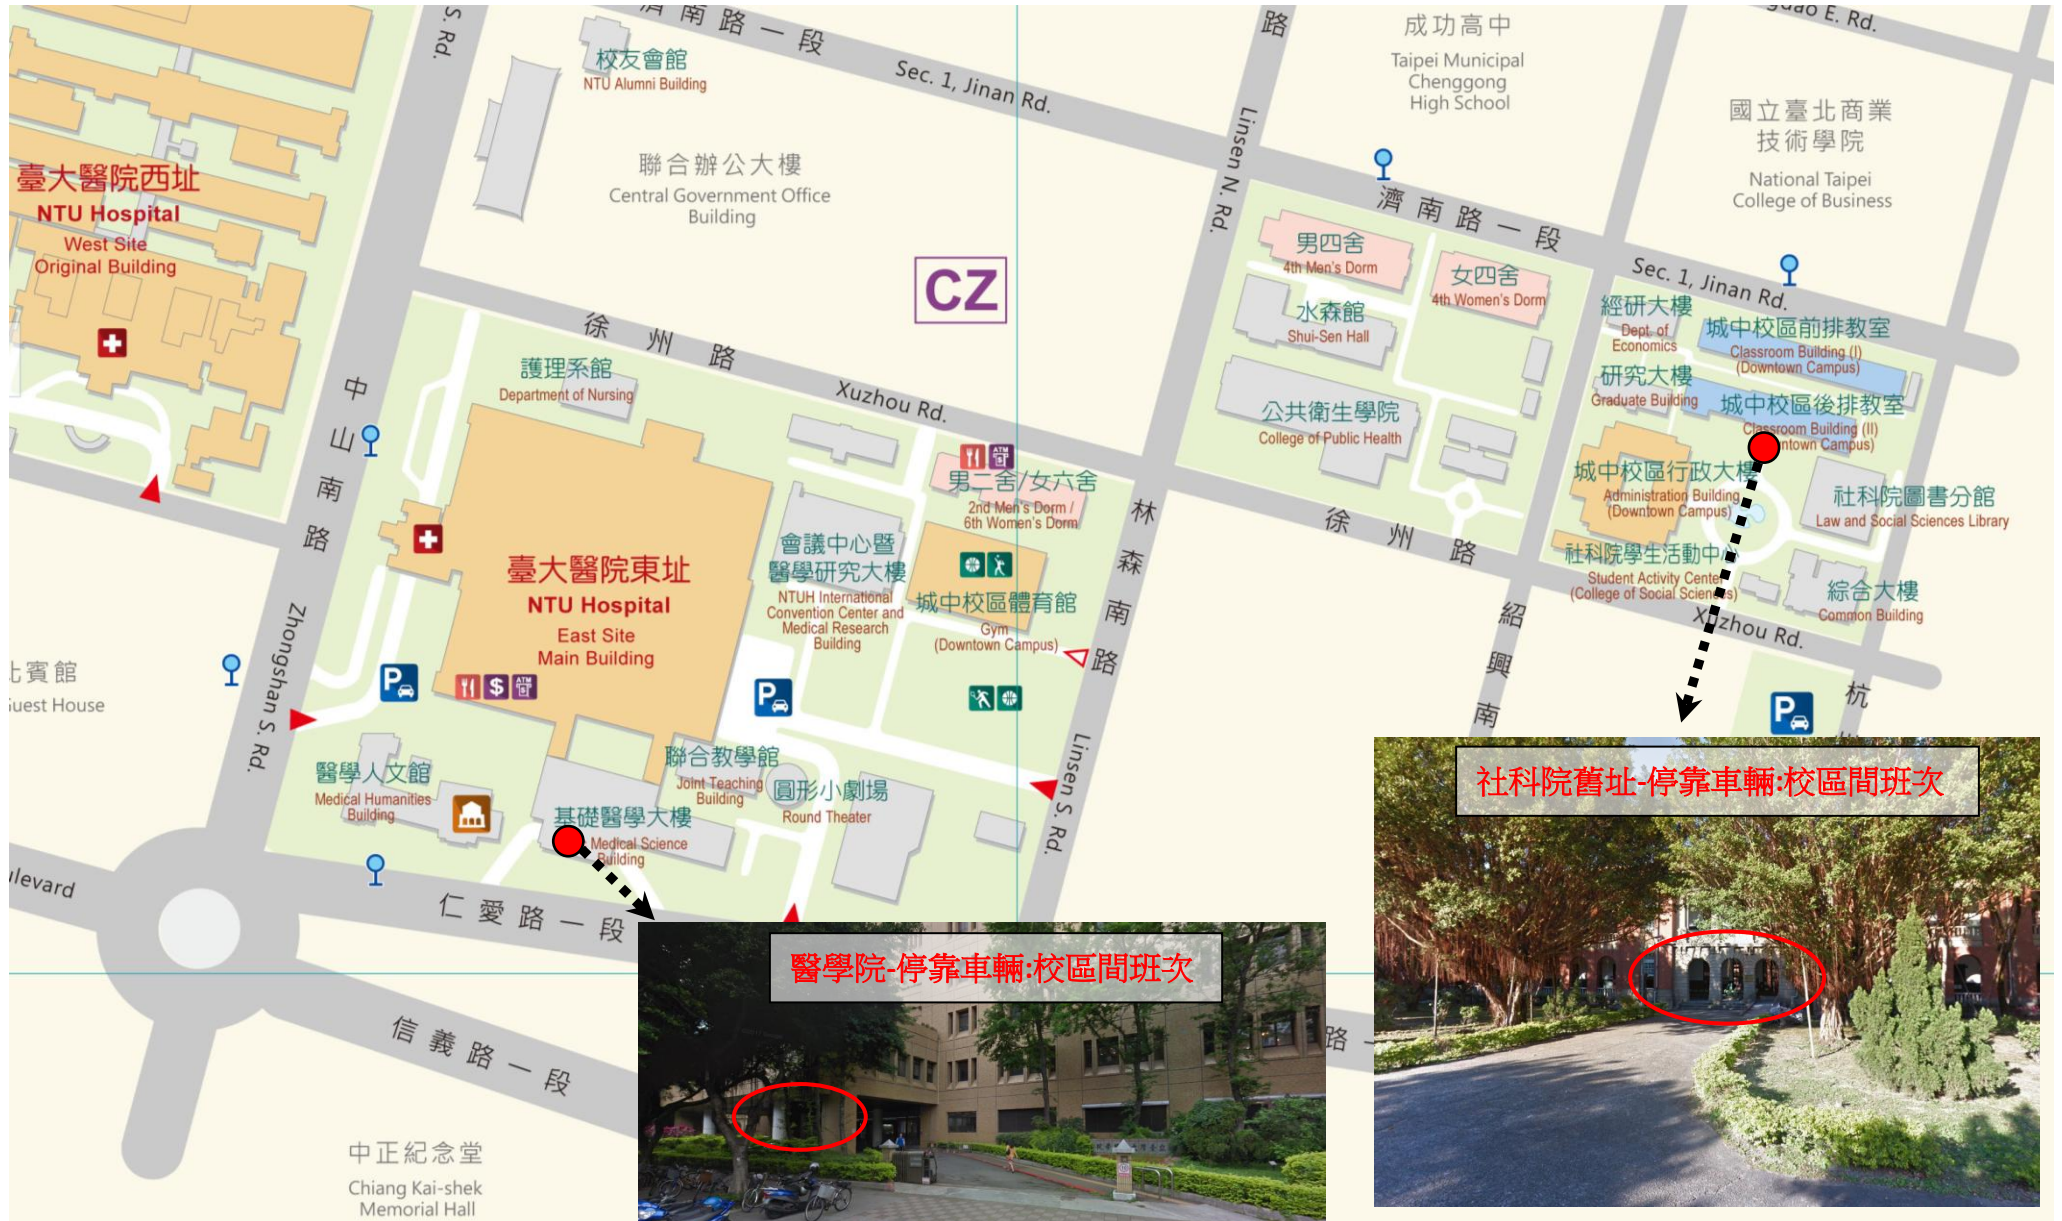 S. Rd.
濟南路一段
Sec. 1, Jinan Rd.
校友會館
NTU Alumni Building
聯合辦公大樓
Central Government Office
Building
路
Linsen N. Rd.
成功高中
Taipei Municipal
Chenggong
High School
E. Rd.
國立臺北商業
技術學院
National Taipei
College of Business
臺大醫院西址
NTU Hospital
West Site
Original Building
CZ
濟南路一段
Sec. 1, Jinan Rd.
男四舍
4th Men's Dorm
女四舍
4th Women's Dorm
水森館
Shui-Sen Hall
公共衛生學院
College of Public Health
經研大樓
Dept. of
Economics
城中校區前排教室
Classroom Building (I)
(Downtown Campus)
研究大樓
Graduate Building
城中校區後排教室
Classroom Building (II)
ntown Campus)
城中校區行政大樓
Administration Building
(Downtown Campus)
社科院圖書分館
Law and Social Sciences Library
社科院學生活動中心
Student Activity Center
(College of Social Sciences)
綜合大樓
Common Building
徐州路
Xuzhou Rd.
護理系館
Department of Nursing
中山南路
Zhongshan S. Rd.
男二舍/女六舍
2nd Men's Dorm /
6th Women's Dorm
ATM
$
會議中心暨
醫學研究大樓
NTUH International
Convention Center and
Medical Research
Building
城中校區體育館
Gym
(Downtown Campus)
臺大醫院東址
NTU Hospital
East Site
Main Building
$
ATM
$
P
P
P
林森南路
Linsen S. Rd.
徐州路
Xuzhou Rd.
紹興南
杭
北賓館
Guest House
醫學人文館
Medical Humanities
Building
聯合教學館
Joint Teaching
Building
圓形小劇場
Round Theater
基礎醫學大樓
Medical Science
Building
levard
仁愛路一段
路
信義路一段
中正紀念堂
Chiang Kai-shek
Memorial Hall
醫學院-停靠車輛:校區間班次
社科院舊址-停靠車輛:校區間班次